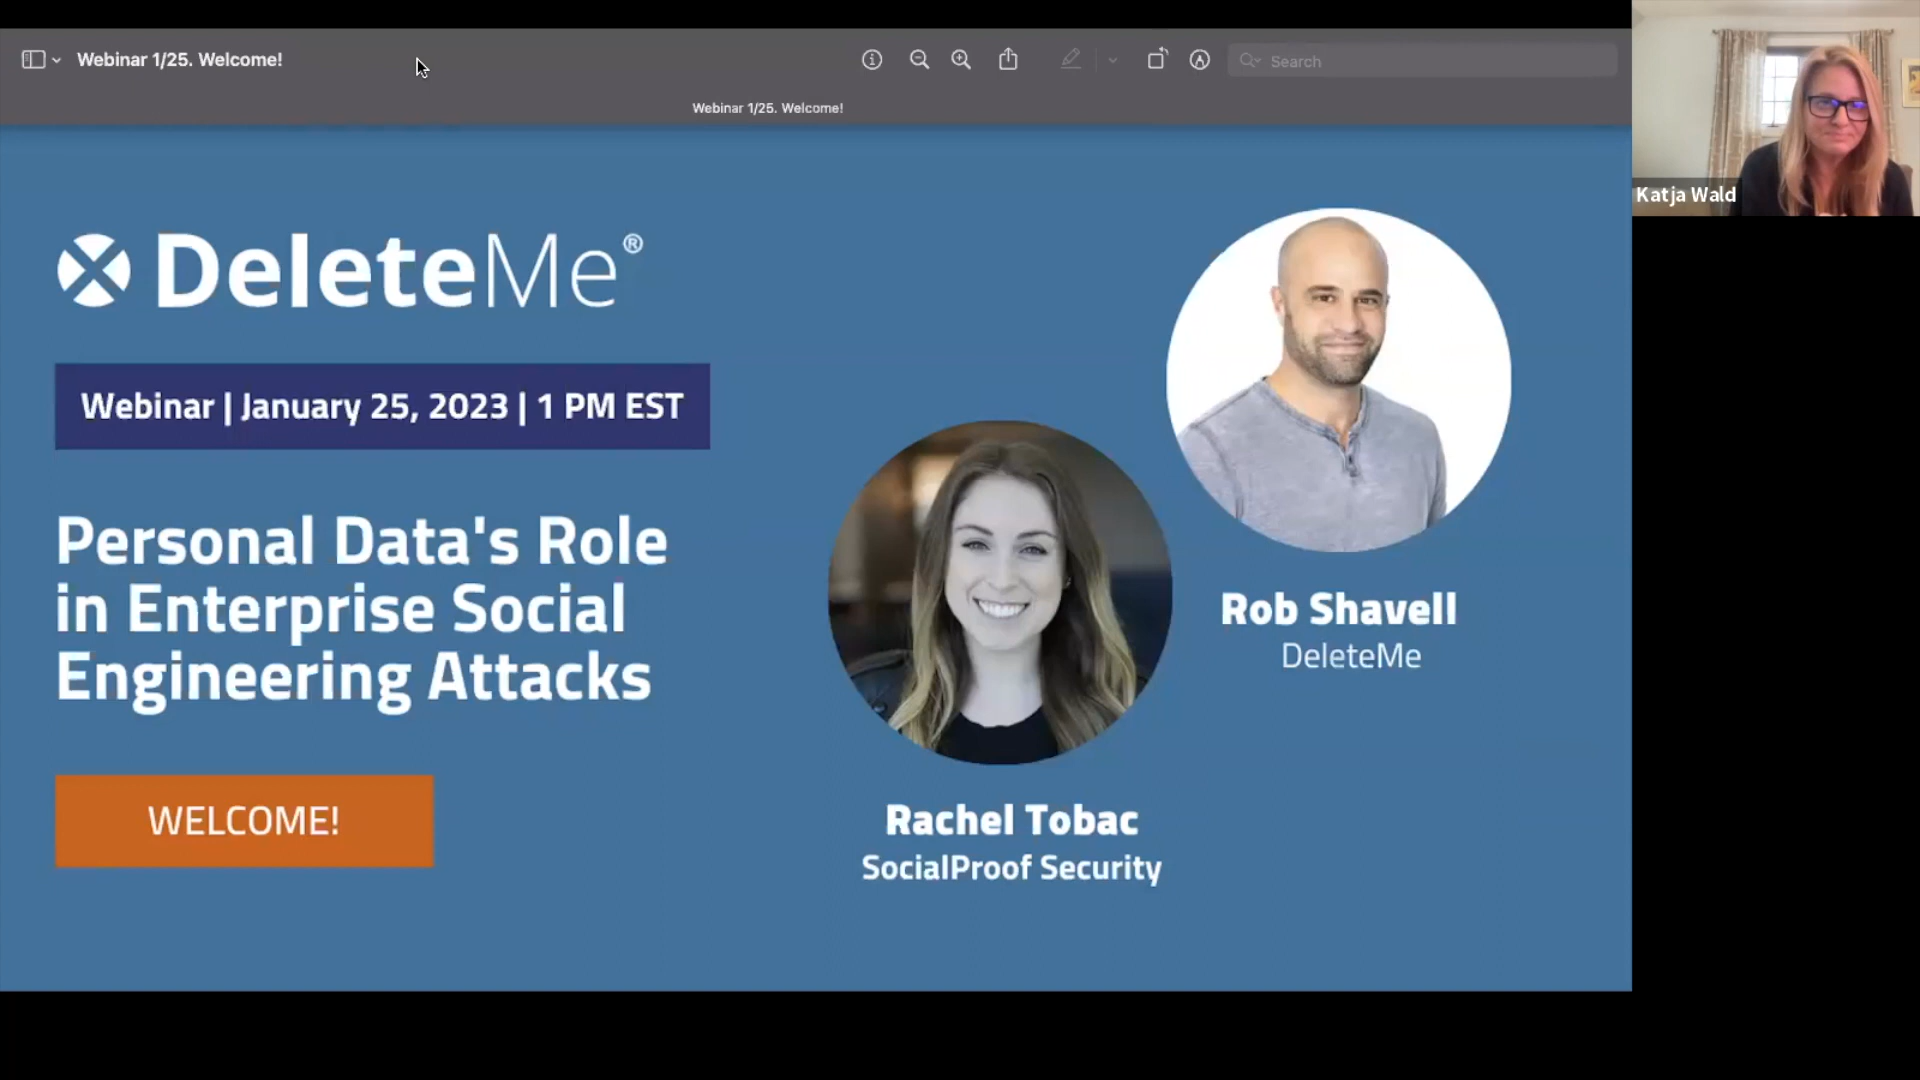 Webinar 1/25. Welcome!
Search
Webinar 1/25. Welcome!
Katja Wald
DeleteMe®
Webinar | January 25, 2023 | 1 PM EST
Personal Data's Role
in Enterprise Social
Engineering Attacks
WELCOME!
Rob Shavell
DeleteMe
Rachel Tobac
SocialProof Security